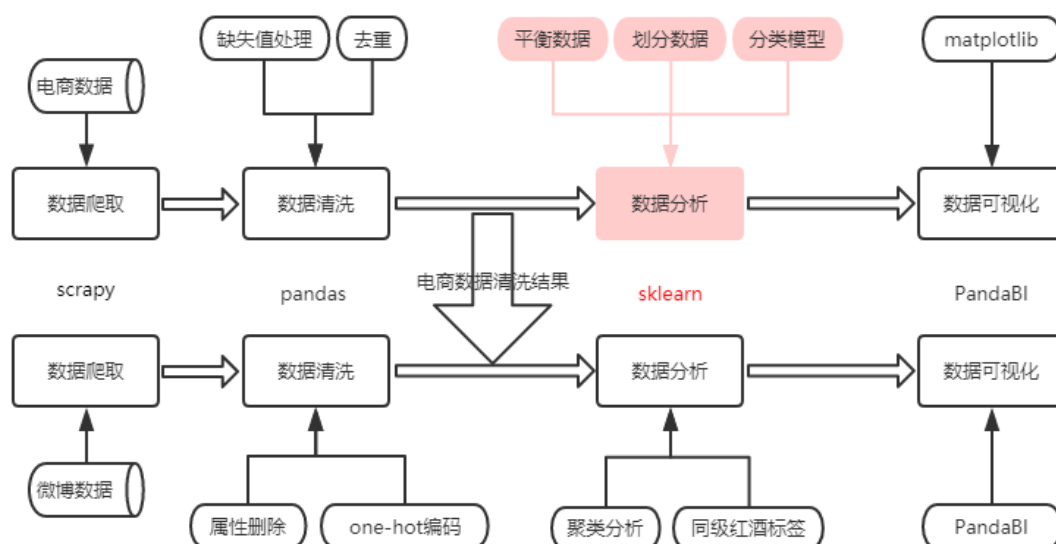 缺失值处理
去重
平衡数据
划分数据
分类模型
matplotlib
电商数据
数据爬取
数据清洗
数据分析
数据可视化
电商数据清洗结果
scrapy
pandas
sklearn
PandaBI
数据爬取
数据清洗
数据分析
数据可视化
微博数据
属性删除
one-hot编码
聚类分析
同级红酒标签
PandaBI